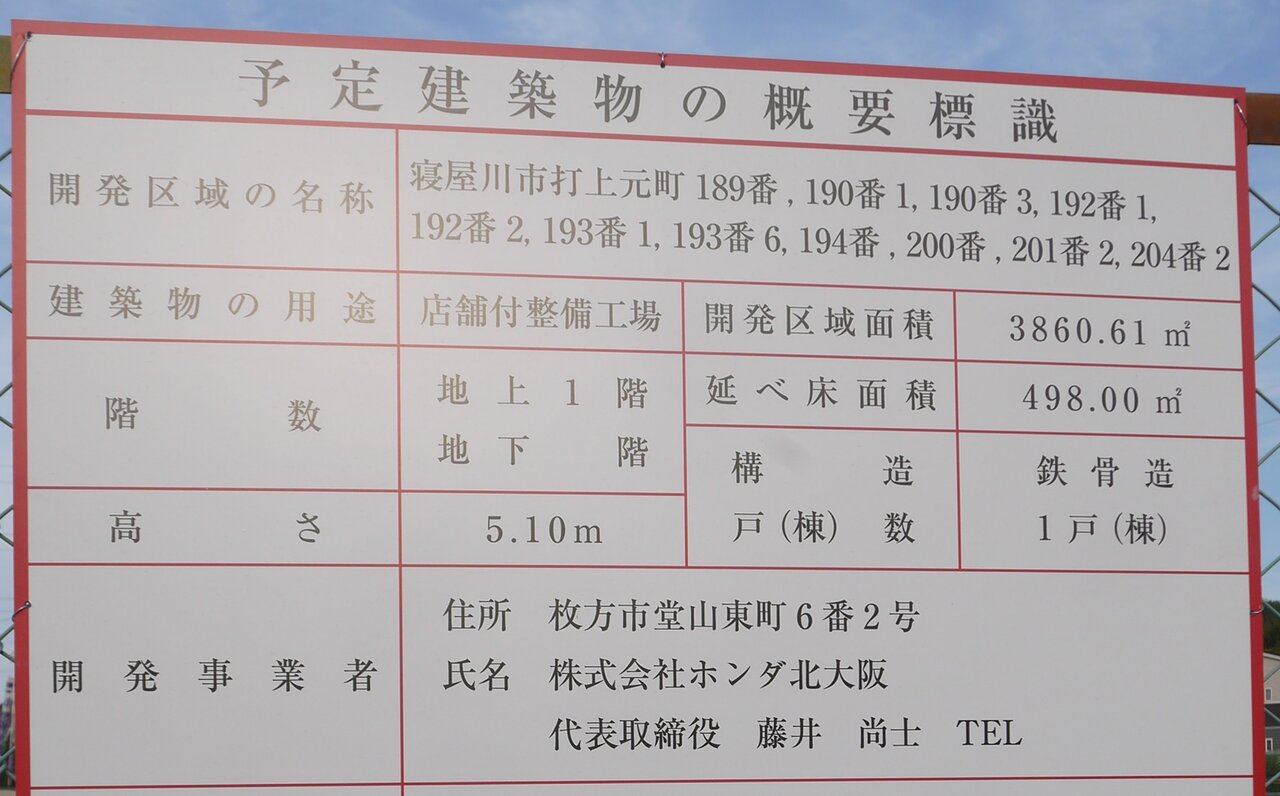 予定建築物の概要標識
開発区域の名称
寝屋川市打上元町 189番 , 190番 1, 190番 3, 192番 1,
192番 2, 193番 1, 193番 6, 194番 , 200番 , 201番 2, 204番 2
建築物の用途
店舗付整備工場
開発区域面積
3860.61 ㎡
階数
地上1階
地下 階
延べ床面積
498.00 ㎡
構造
戸(棟)数
鉄骨造
1戸(棟)
高さ
5.10m
開発事業者
住所 枚方市堂山東町6番2号
氏名 株式会社ホンダ北大阪
代表取締役 藤井 尚士 TEL